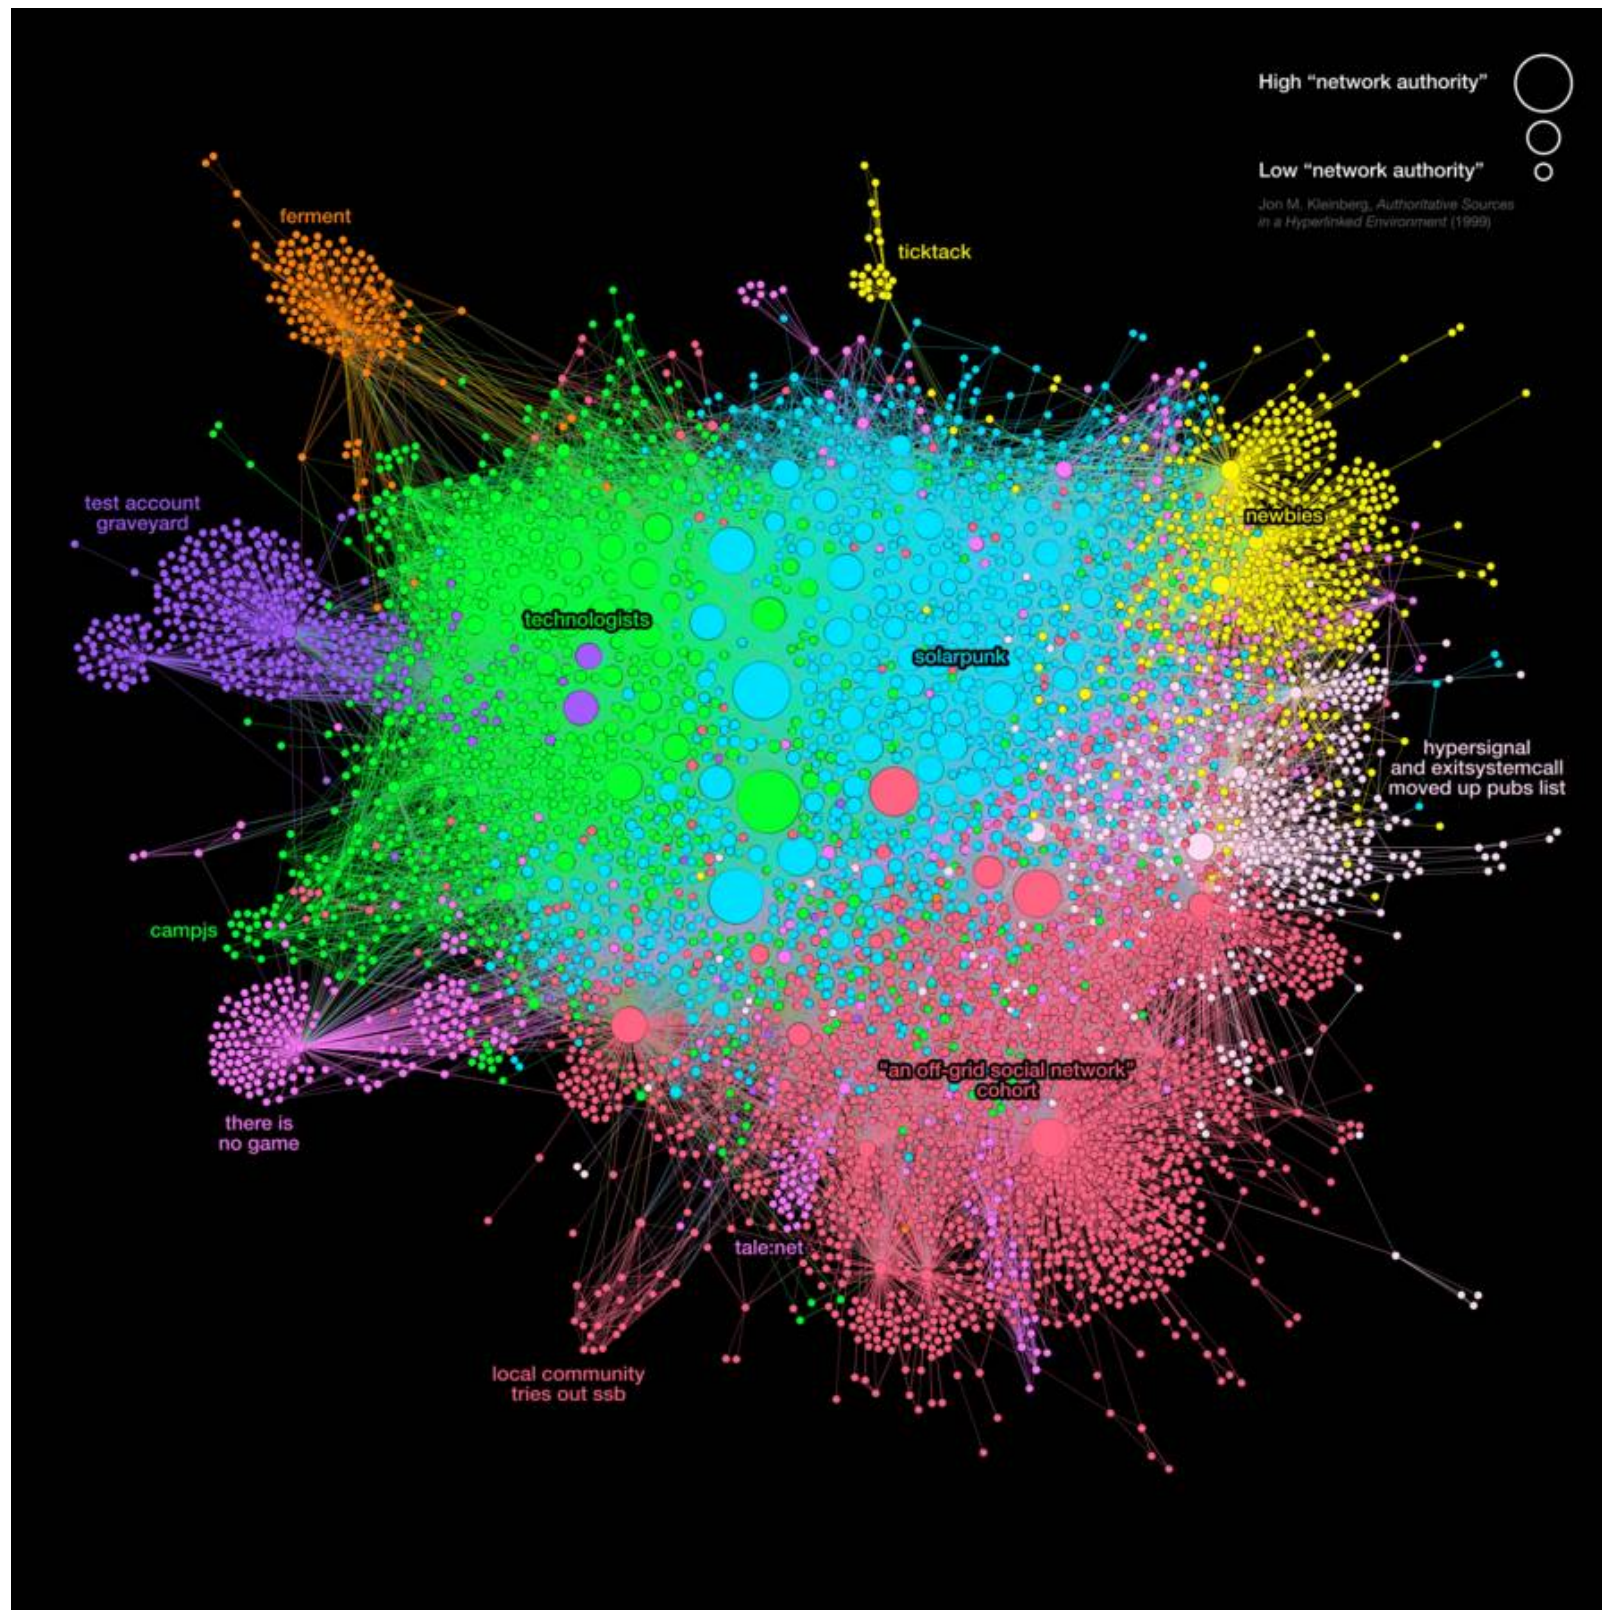 High “network authority”
Low “network authority”
Jon M. Kleinberg, Authoritative Sources
in a Hyperlinked Environment (1999)
ferment
ticktack
test account
graveyard
newbies
technologists
solarpunk
hypersignal
and exitsystemcall
moved up pubs list
campjs
"an off-grid social network"
cohort
there is
no game
tale:net
local community
tries out ssb